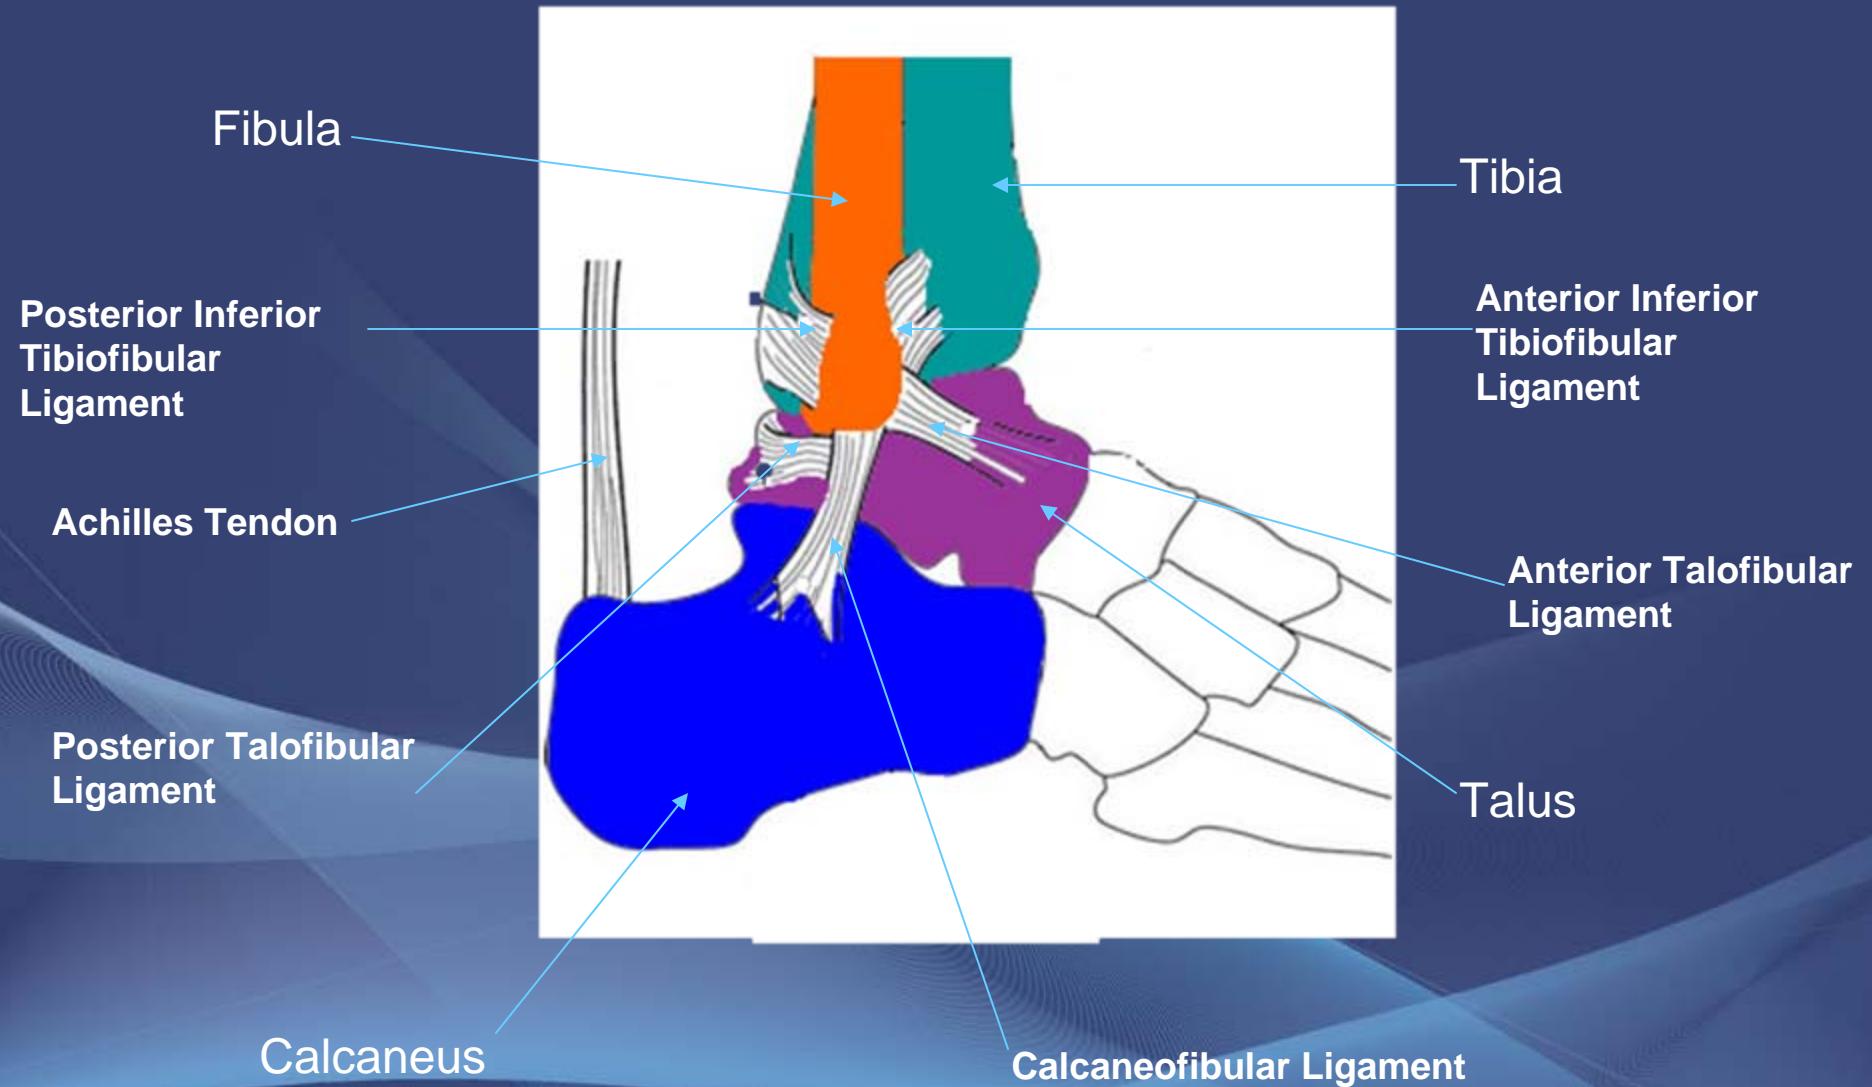 Fibula
Tibia
Posterior Inferior
Tibiofibular
Ligament
Anterior Inferior
Tibiofibular
Ligament
Achilles Tendon
Anterior Talofibular
Ligament
Posterior Talofibular
Ligament
Talus
Calcaneus
Calcaneofibular Ligament